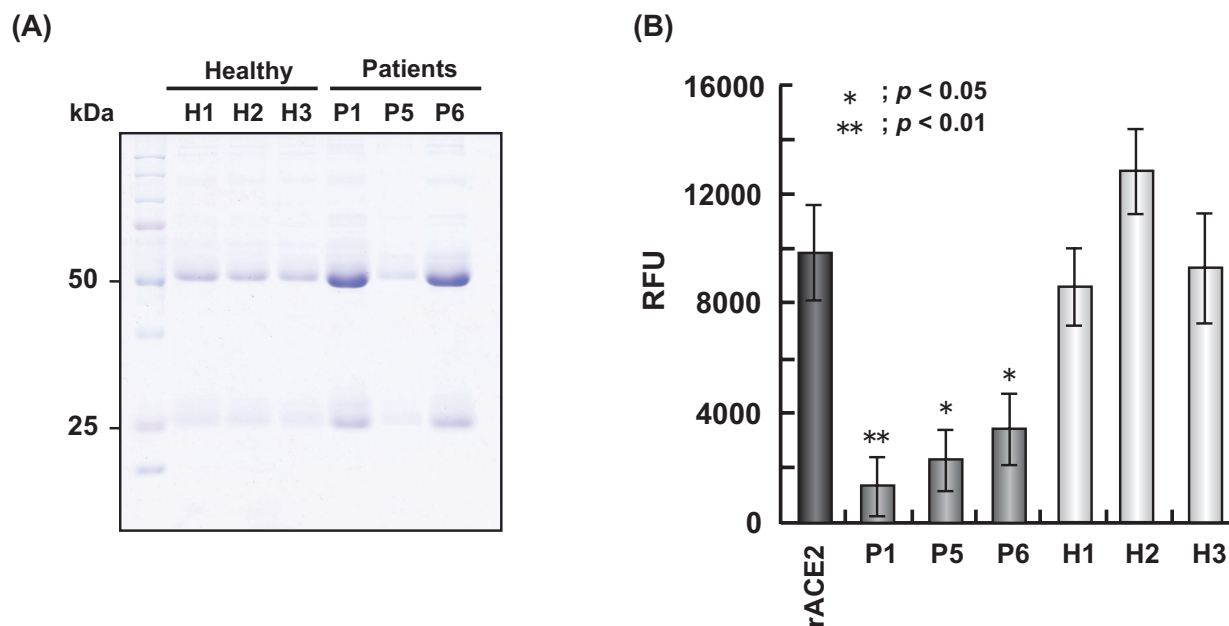 (A)
Healthy Patients
kDa H1 H2 H3 P1 P5 P6
50
25
(B)
16000
12000
8000
4000
0
RFU
* ; p < 0.05
** ; p < 0.01
**
*
*
rACE2 P1 P5 P6 H1 H2 H3